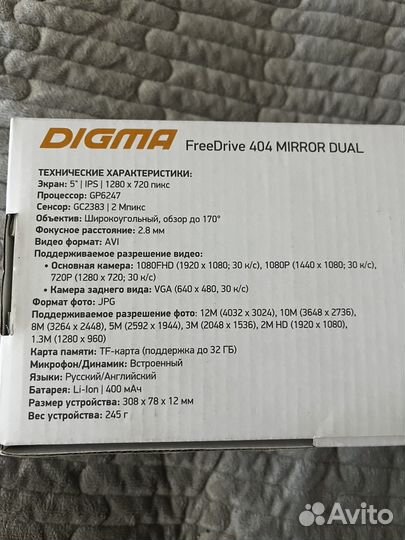 DIGMA FreeDrive 404 MIRROR DUAL
ТЕХНИЧЕСКИЕ ХАРАКТЕРИСТИКИ:
Экран: 5" | IPS | 1280 х 720 пикс
Процессор: GP6247
Сенсор: GC2383 | 2 Мпикс
Объектив: Широкоугольный, обзор до 170°
Фокусное расстояние: 2.8 мм
Видео формат: AVI
Поддерживаемое разрешение видео:
• Основная камера: 1080FHD (1920 x 1080; 30 к/с), 1080P (1440 x 1080; 30 к/с),
720P (1280 x 720; 30 к/с)
• Камера заднего вида: VGA (640 x 480, 30 к/с)
Формат фото: JPG
Поддерживаемое разрешение фото: 12M (4032 x 3024), 10M (3648 x 2736),
8M (3264 x 2448), 5M (2592 x 1944), 3M (2048 x 1536), 2M HD (1920 x 1080),
1.3M (1280 x 960)
Карта памяти: TF-карта (поддержка до 32 ГБ)
Микрофон/Динамик: Встроенный
Языки: Русский/Английский
Батарея: Li-Ion | 400 мАч
Размер устройства: 308 x 78 x 12 мм
Вес устройства: 245 г
Avito